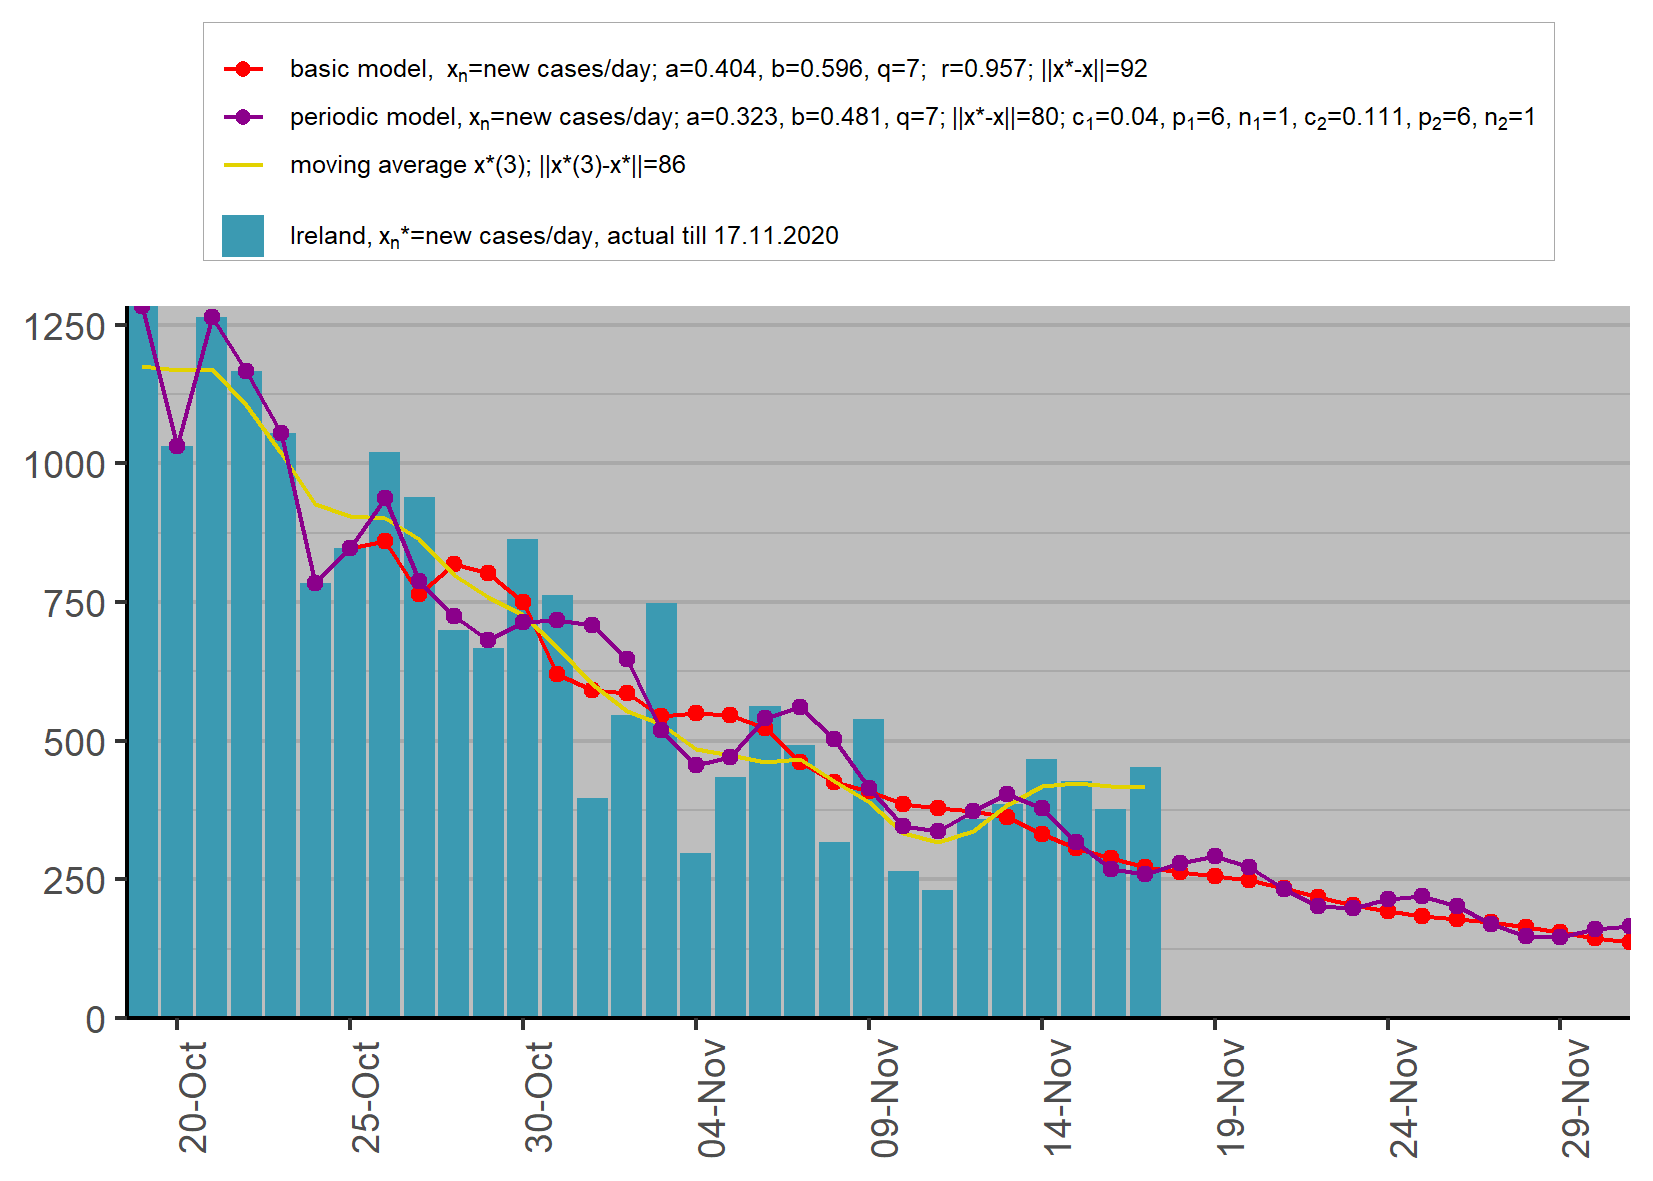 basic model, xn=new cases/day; a=0.404, b=0.596, q=7; r=0.957; ||x*-x||=92
periodic model, xn=new cases/day; a=0.323, b=0.481, q=7; ||x*-x||=80; c1=0.04, p1=6, n1=1, c2=0.111, p2=6, n2=1
moving average x*(3); ||x*(3)-x*||=86
Ireland, xn*=new cases/day, actual till 17.11.2020
1250
1000
750
500
250
0
20-Oct
25-Oct
30-Oct
04-Nov
09-Nov
14-Nov
19-Nov
24-Nov
29-Nov